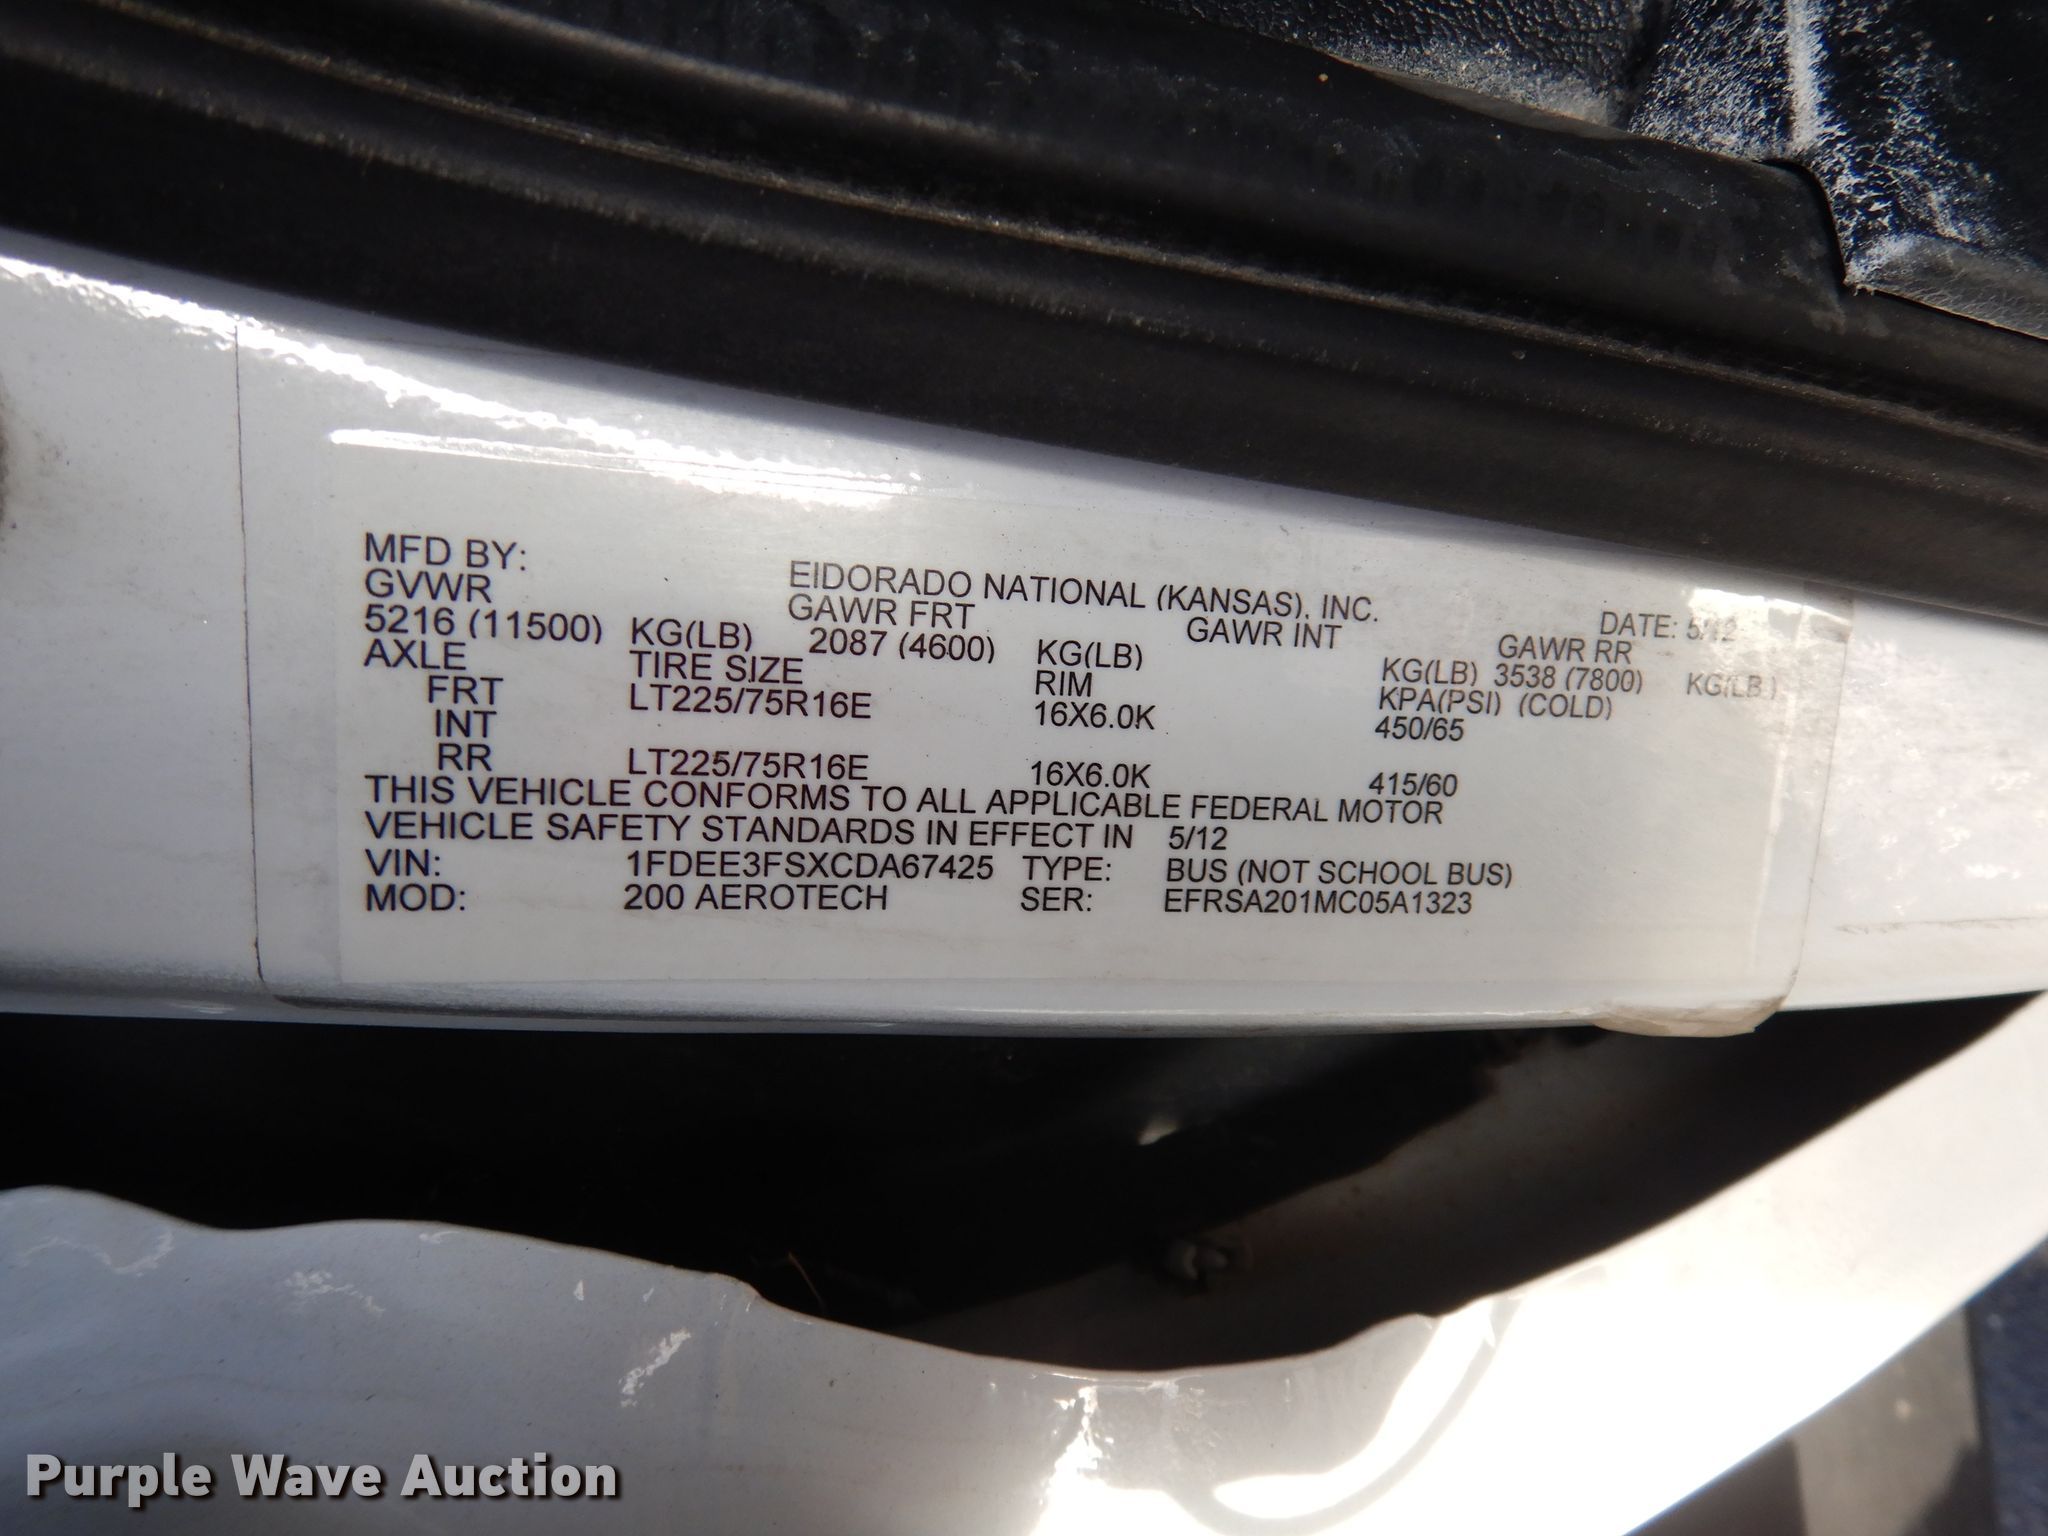 MFD BY: EIDORADO NATIONAL (KANSAS), INC. DATE: 5/12
GVWR GAWR FRT GAWR INT GAWR RR
5216 (11500) KG(LB) 2087 (4600) KG(LB) KG(LB) 3538 (7800) KG(LB)
AXLE TIRE SIZE RIM KPA(PSI) (COLD)
FRT LT225/75R16E 16X6.0K 450/65
INT
RR LT225/75R16E 16X6.0K 415/60
THIS VEHICLE CONFORMS TO ALL APPLICABLE FEDERAL MOTOR
VEHICLE SAFETY STANDARDS IN EFFECT IN 5/12
VIN: 1FDEE3FSXCDA67425 TYPE: BUS (NOT SCHOOL BUS)
MOD: 200 AEROTECH SER: EFRSA201MC05A1323
Purple Wave Auction